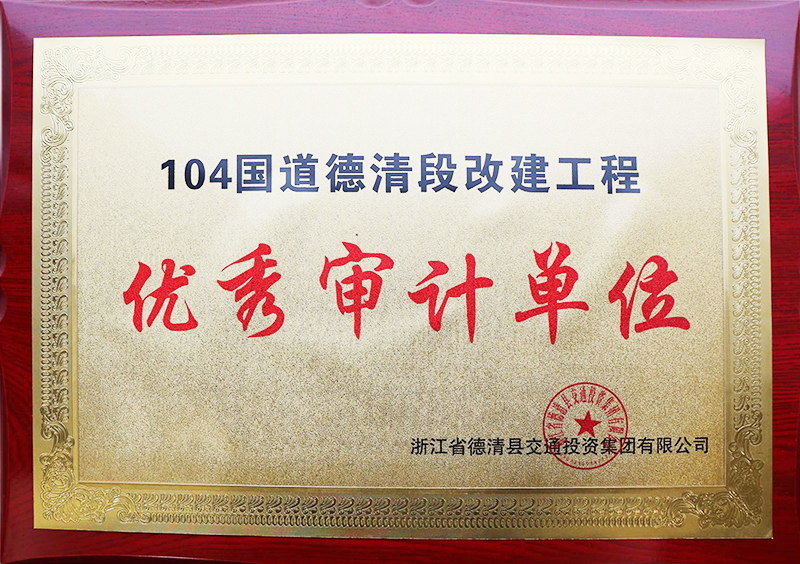 104国道德清段改建工程
优秀审计单位
浙江省德清县交通投资集团有限公司